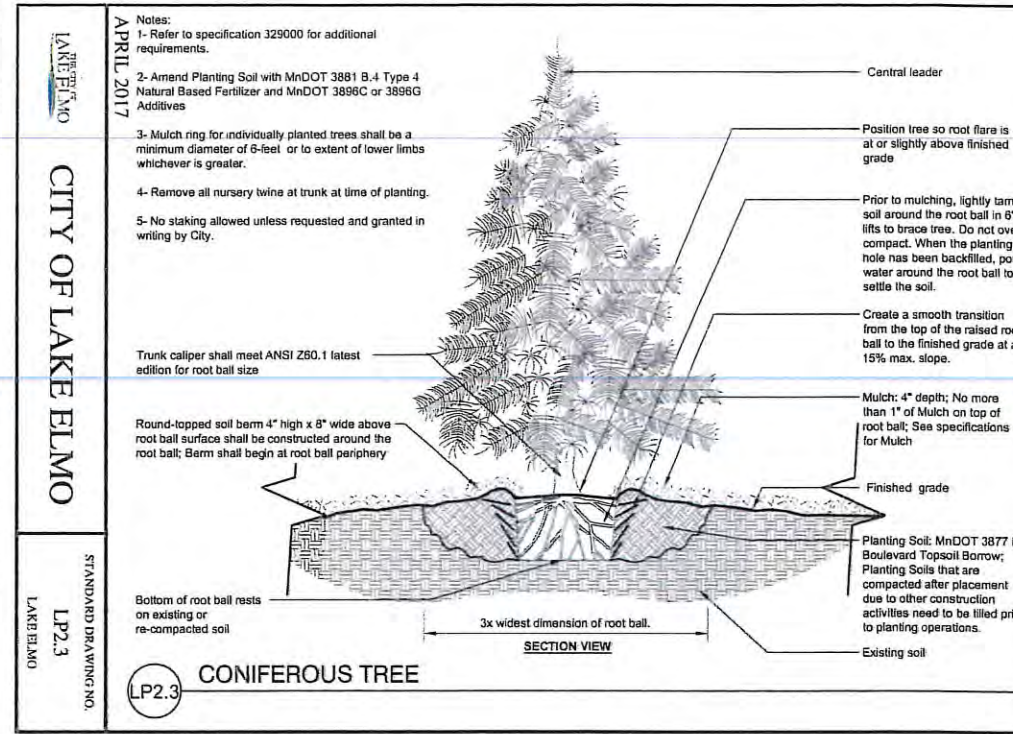 Notes:
1- Refer to specification 329000 for additional
requirements.
2- Amend Planting Soil with MnDOT 3881 B.4 Type 4
Natural Based Fertilizer and MnDOT 3896C or 3896G
Additives
3- Mulch ring for individually planted trees shall be a
minimum diameter of 6-feet or to extent of lower limbs
whichever is greater.
4- Remove all nursery twine at trunk at time of planting.
5- No staking allowed unless requested and granted in
writing by City.
Trunk caliper shall meet ANSI Z60.1 latest
edition for root ball size
Round-topped soil berm 4" high x 8" wide above
root ball surface shall be constructed around the
root ball; Berm shall begin at root ball periphery
Bottom of root ball rests
on existing or
re-compacted soil
Central leader
Position tree so root flare is
at or slightly above finished
grade
Prior to mulching, lightly
soil around the root ball in 6"
lifts to brace tree. Do not
compact. When the planting
hole has been backfilled,
water around the root ball to
settle the soil.
Create a smooth transition
from the top of the raised
ball to the finished grade at
15% max. slope.
Mulch: 4" depth; No more
than 1" of Mulch on top of
root ball; See specifications
for Mulch
Finished grade
Planting Soil: MnDOT 3877
Boulevard Topsoil Borrow;
Planting Soils that are
compacted after placement
due to other construction
activities need to be tilled
to planting operations.
Existing soil
3x widest dimension of root ball.
SECTION VIEW
LP2.3
CONIFEROUS TREE
APRIL 2017
THE CITY OF
LAKE ELMO
CITY OF LAKE ELMO
STANDARD DRAWING NO.
LP2.3
LAKE ELMO